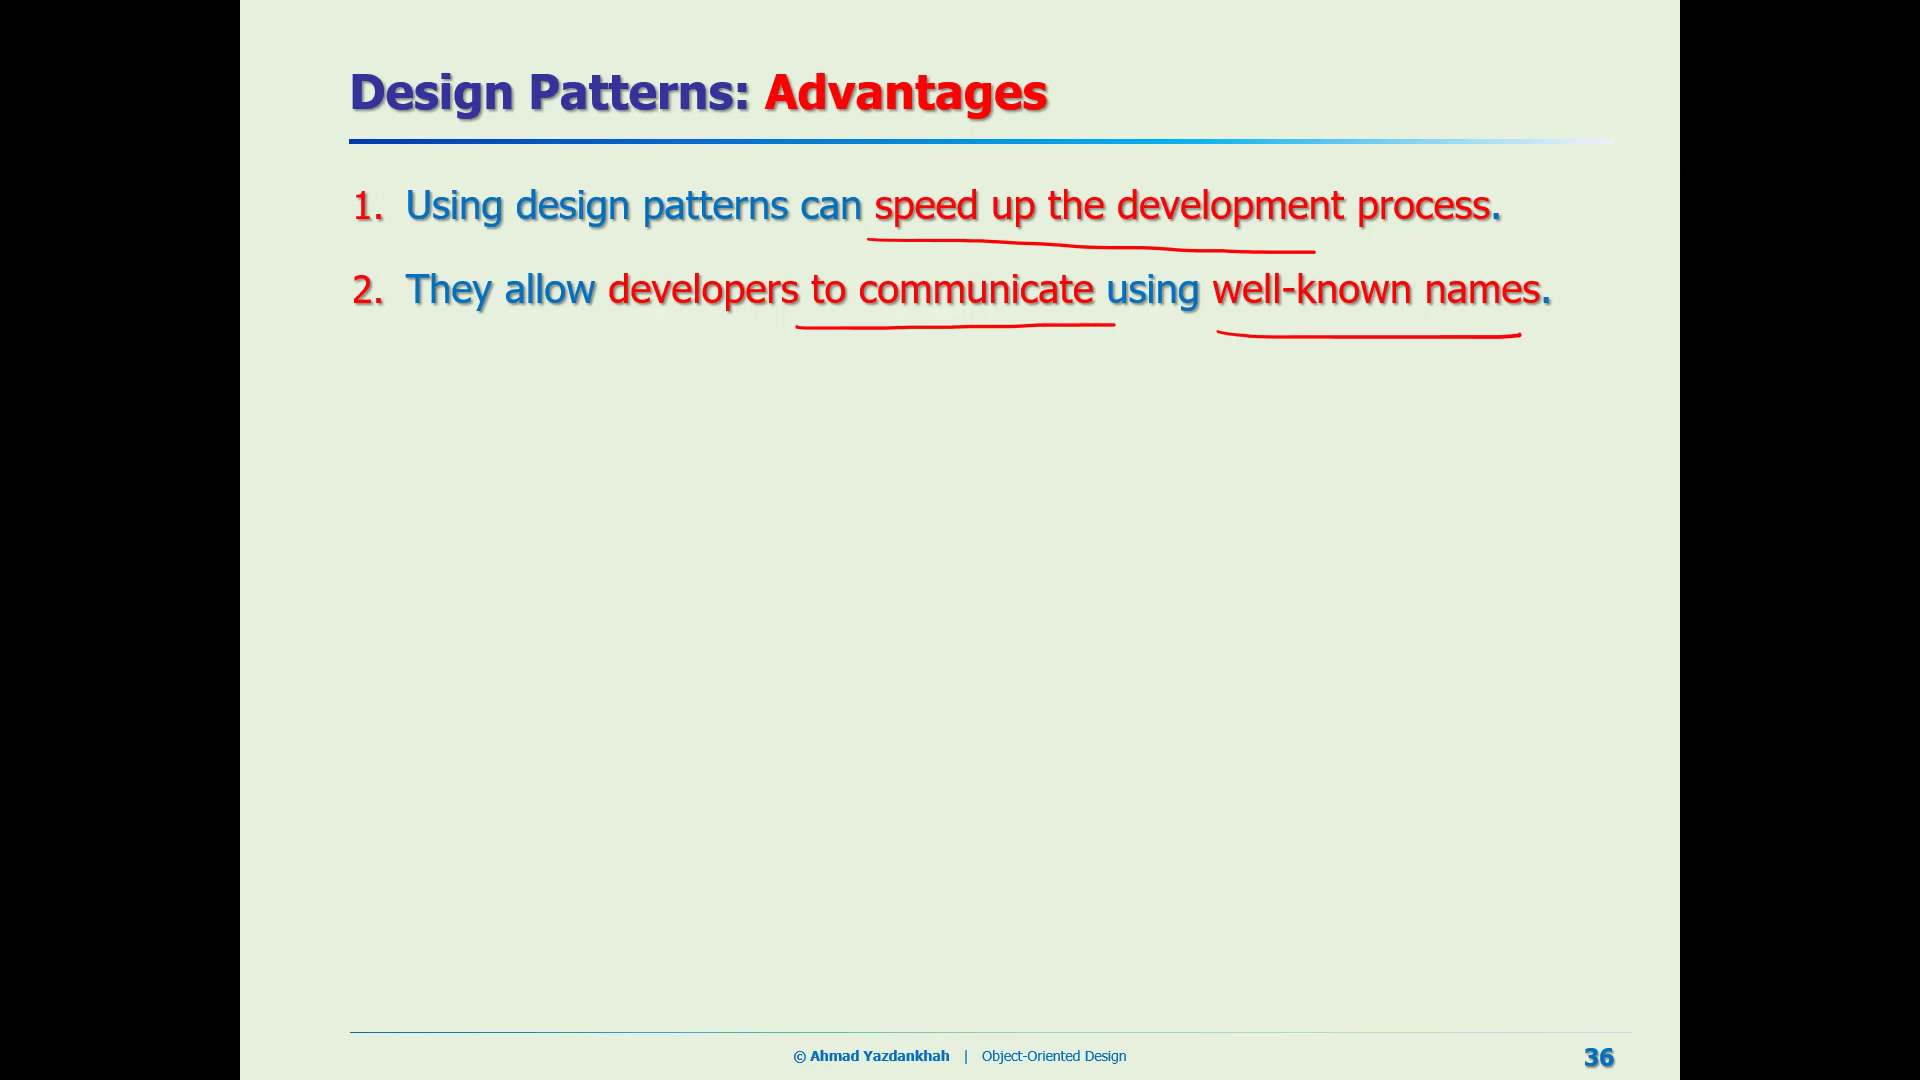 Design Patterns: Advantages
1. Using design patterns can speed up the development process.
2. They allow developers to communicate using well-known names.
© Ahmad Yazdankhah | Object-Oriented Design
36